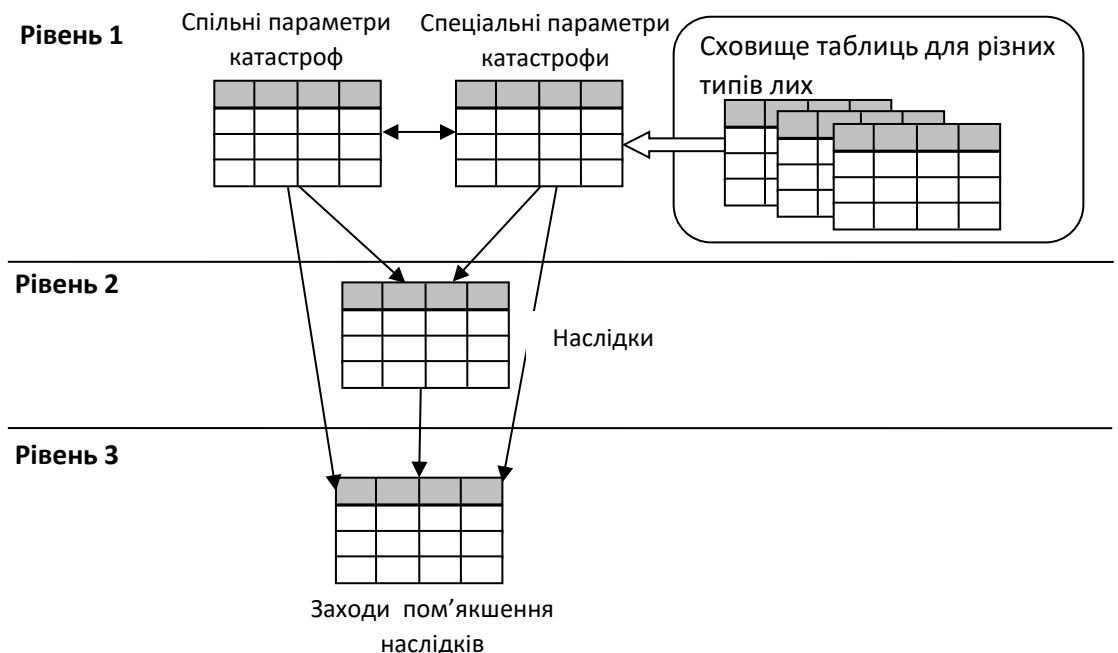 Рівень 1
Спільні параметри
катастроф
Спеціальні параметри
катастрофи
Сховище таблиць для різних
типів лих
Рівень 2
Наслідки
Рівень 3
Заходи пом’якшення
наслідків